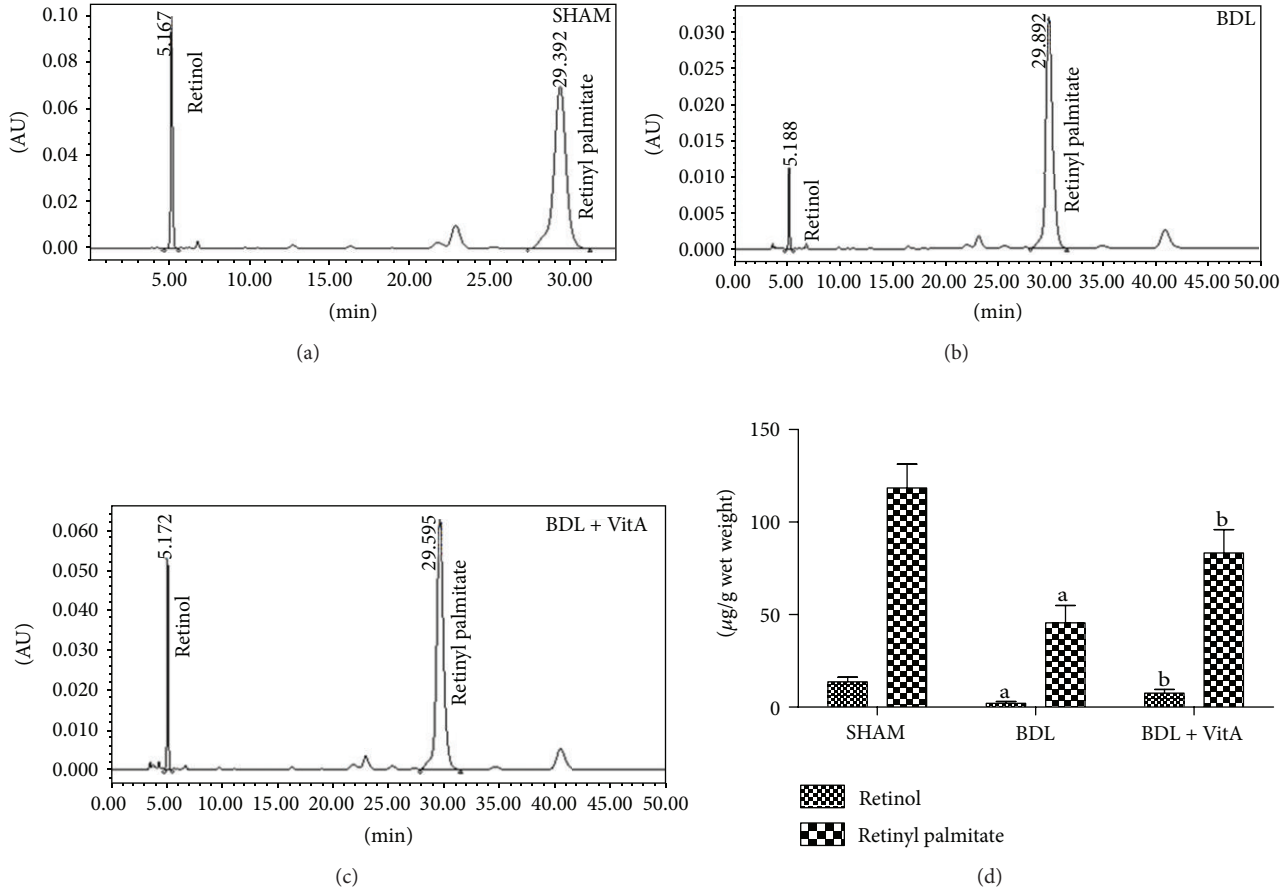 SHAM
0.10
0.08
0.06
0.04
0.02
0.00
(AU)
5.167
Retinol
29.392
Retinyl palmitate
5.00 10.00 15.00 20.00 25.00 30.00
(min)
(a)
BDL
0.030
0.025
0.020
0.015
0.010
0.005
0.000
(AU)
5.188
Retinol
29.892
Retinyl palmitate
0.00 5.00 10.00 15.00 20.00 25.00 30.00 35.00 40.00 45.00 50.00
(min)
(b)
BDL + VitA
0.060
0.050
0.040
0.030
0.020
0.010
0.000
(AU)
5.172
Retinol
29.595
Retinyl palmitate
0.00 5.00 10.00 15.00 20.00 25.00 30.00 35.00 40.00 45.00 50.00
(min)
(c)
150
100
50
0
(µg/g wet weight)
a
a
b
b
SHAM BDL BDL + VitA
Retinol
Retinyl palmitate
(d)